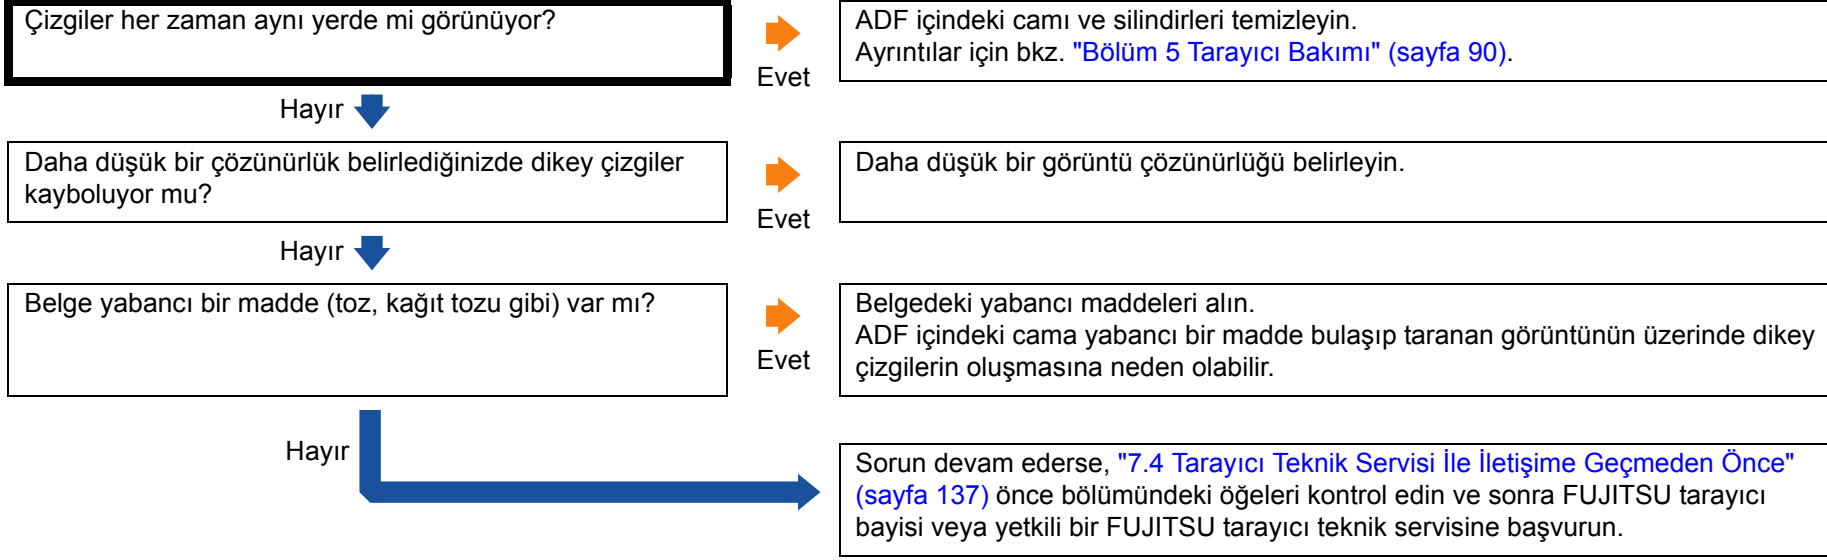 Çizgiler her zaman aynı yerde mi görünüyor?
Evet
ADF içindeki camı ve silindirleri temizleyin.
Ayrıntılar için bkz. "Bölüm 5 Tarayıcı Bakımı" (sayfa 90).
Hayır
Daha düşük bir çözünürlük belirlediğinizde dikey çizgiler
kayboluyor mu?
Evet
Daha düşük bir görüntü çözünürlüğü belirleyin.
Hayır
Belge yabancı bir madde (toz, kağıt tozu gibi) var mı?
Evet
Belgedeki yabancı maddeleri alın.
ADF içindeki cama yabancı bir madde bulaşıp taranan görüntünün üzerinde dikey
çizgilerin oluşmasına neden olabilir.
Hayır
Sorun devam ederse, "7.4 Tarayıcı Teknik Servisi İle İletişime Geçmeden Önce"
(sayfa 137) önce bölümündeki öğeleri kontrol edin ve sonra FUJITSU tarayıcı
bayisi veya yetkili bir FUJITSU tarayıcı teknik servisine başvurun.